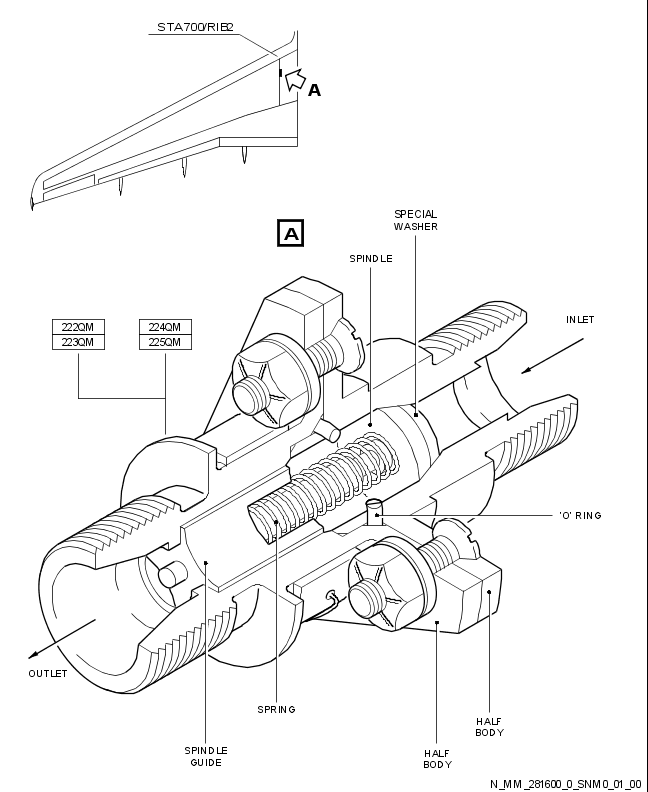 STA700/RIB2
A
A
SPECIAL
WASHER
SPINDLE
222QM
223QM
224QM
225QM
INLET
'O' RING
OUTLET
SPRING
HALF
BODY
SPINDLE
GUIDE
HALF
BODY
N_MM_281600_0_SNM0_01_00